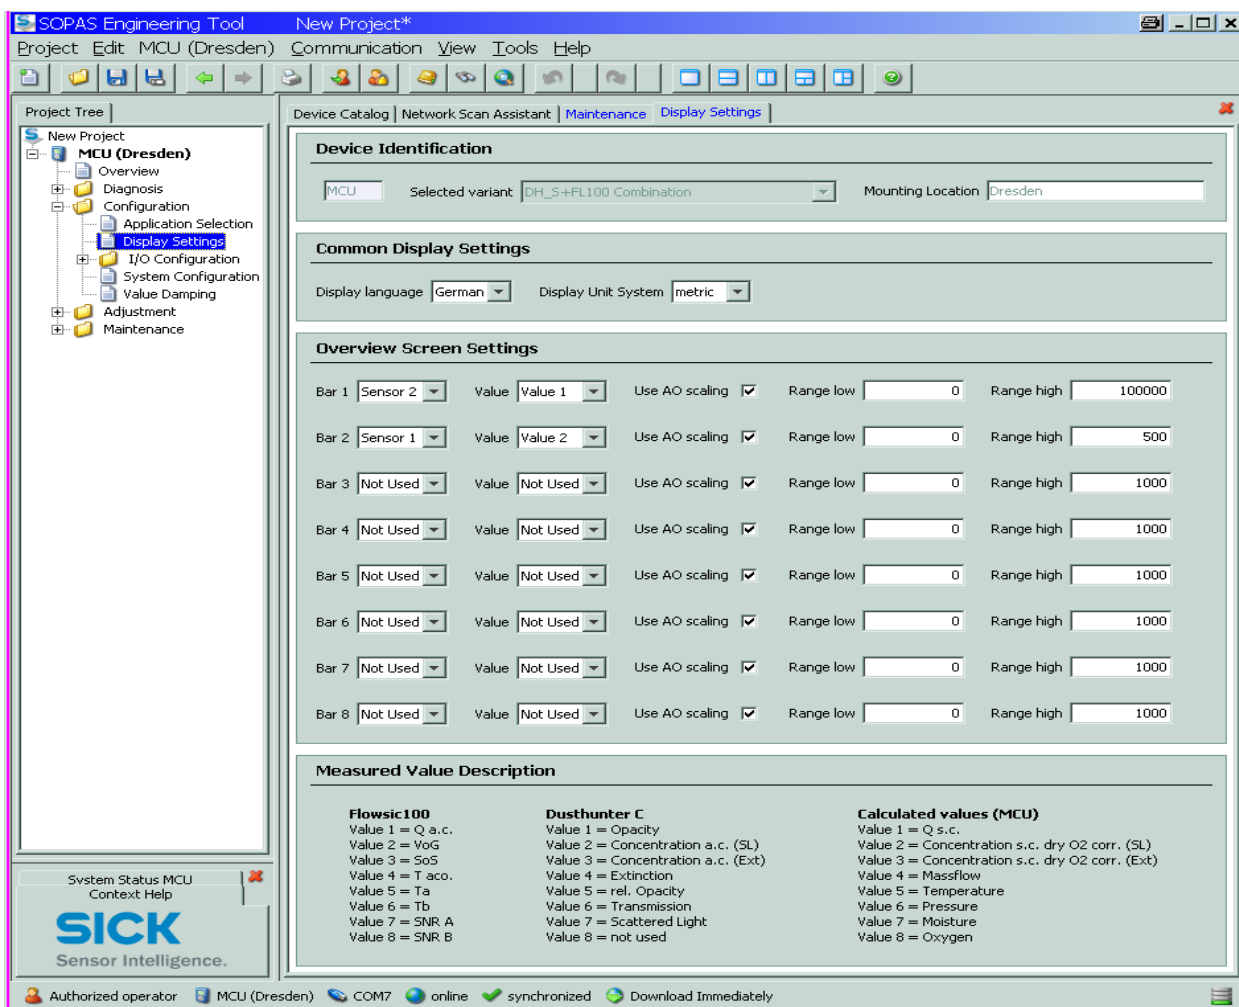 SOPAS Engineering Tool New Project*
Project Edit MCU (Dresden) Communication View Tools Help
Project Tree
Device Catalog Network Scan Assistant Maintenance Display Settings
New Project
MCU (Dresden)
Overview
Diagnosis
Configuration
Application Selection
Display Settings
I/O Configuration
System Configuration
Value Damping
Adjustment
Maintenance
Device Identification
MCU Selected variant DH_S+FL100 Combination Mounting Location Dresden
Common Display Settings
Display language German Display Unit System metric
Overview Screen Settings
Bar 1 Sensor 2 Value Value 1 Use AO scaling Range low 0 Range high 100000
Bar 2 Sensor 1 Value Value 2 Use AO scaling Range low 0 Range high 500
Bar 3 Not Used Value Not Used Use AO scaling Range low 0 Range high 1000
Bar 4 Not Used Value Not Used Use AO scaling Range low 0 Range high 1000
Bar 5 Not Used Value Not Used Use AO scaling Range low 0 Range high 1000
Bar 6 Not Used Value Not Used Use AO scaling Range low 0 Range high 1000
Bar 7 Not Used Value Not Used Use AO scaling Range low 0 Range high 1000
Bar 8 Not Used Value Not Used Use AO scaling Range low 0 Range high 1000
Measured Value Description
Flowsic100
Value 1 = Q a.c.
Value 2 = VoG
Value 3 = SoS
Value 4 = T aco.
Value 5 = Ta
Value 6 = Tb
Value 7 = SNR A
Value 8 = SNR B
Dusthunter C
Value 1 = Opacity
Value 2 = Concentration a.c. (SL)
Value 3 = Concentration a.c. (Ext)
Value 4 = Extinction
Value 5 = rel. Opacity
Value 6 = Transmission
Value 7 = Scattered Light
Value 8 = not used
Calculated values (MCU)
Value 1 = Q s.c.
Value 2 = Concentration s.c. dry O2 corr. (SL)
Value 3 = Concentration s.c. dry O2 corr. (Ext)
Value 4 = Massflow
Value 5 = Temperature
Value 6 = Pressure
Value 7 = Moisture
Value 8 = Oxygen
System Status MCU
Context Help
SICK
Sensor Intelligence.
Authorized operator MCU (Dresden) COM7 online synchronized Download Immediately